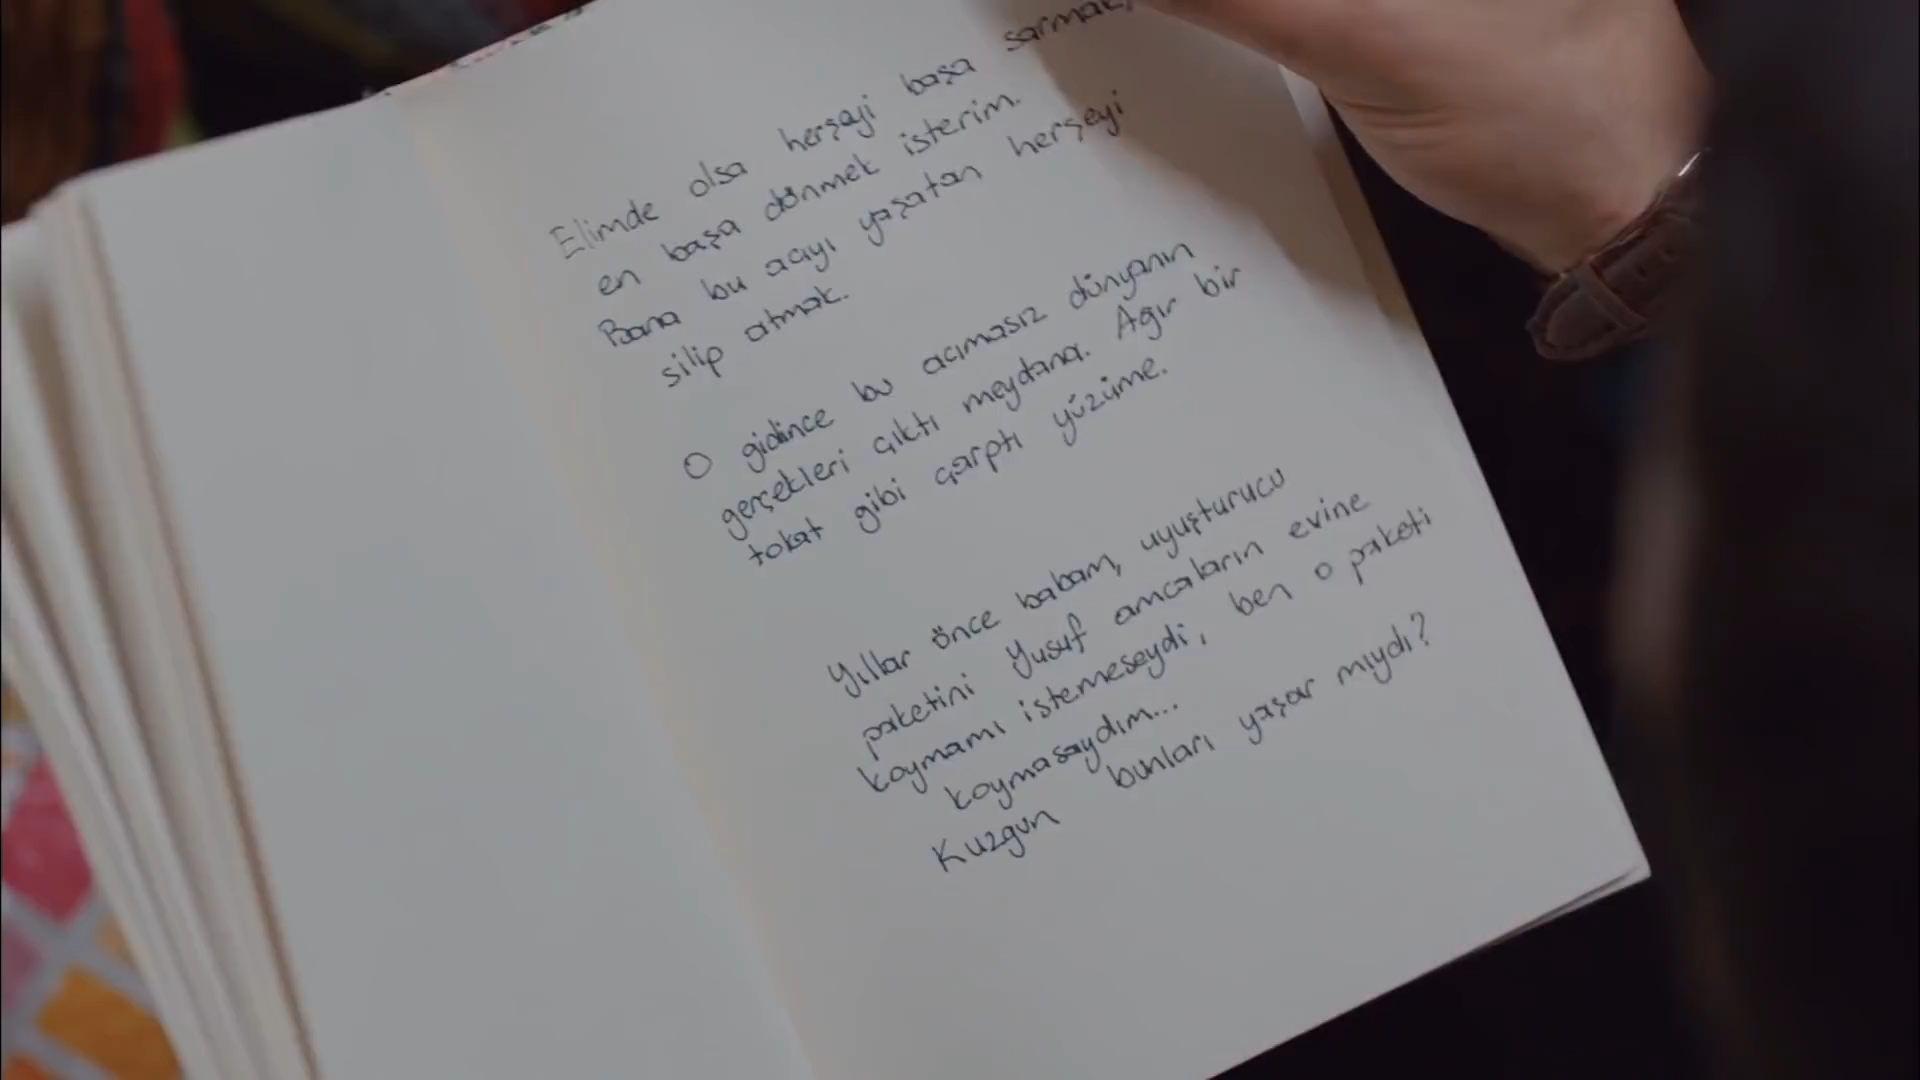 Elimde olsa herşeyi başa sarmak,
en başa dönmek isterim.
Bana bu acıyı yaşatan herşeyi
silip atmak.
O gidince bu acımasız dünyanın
gerçekleri çıktı meydana. Ağır bir
tokat gibi çarptı yüzüme.
Yıllar önce babam, uyuşturucu
paketini Yusuf amcaların evine
koymamı istemeseydi, ben o paketi
koymasaydım...
Kuzgun bunları yaşar mıydı?